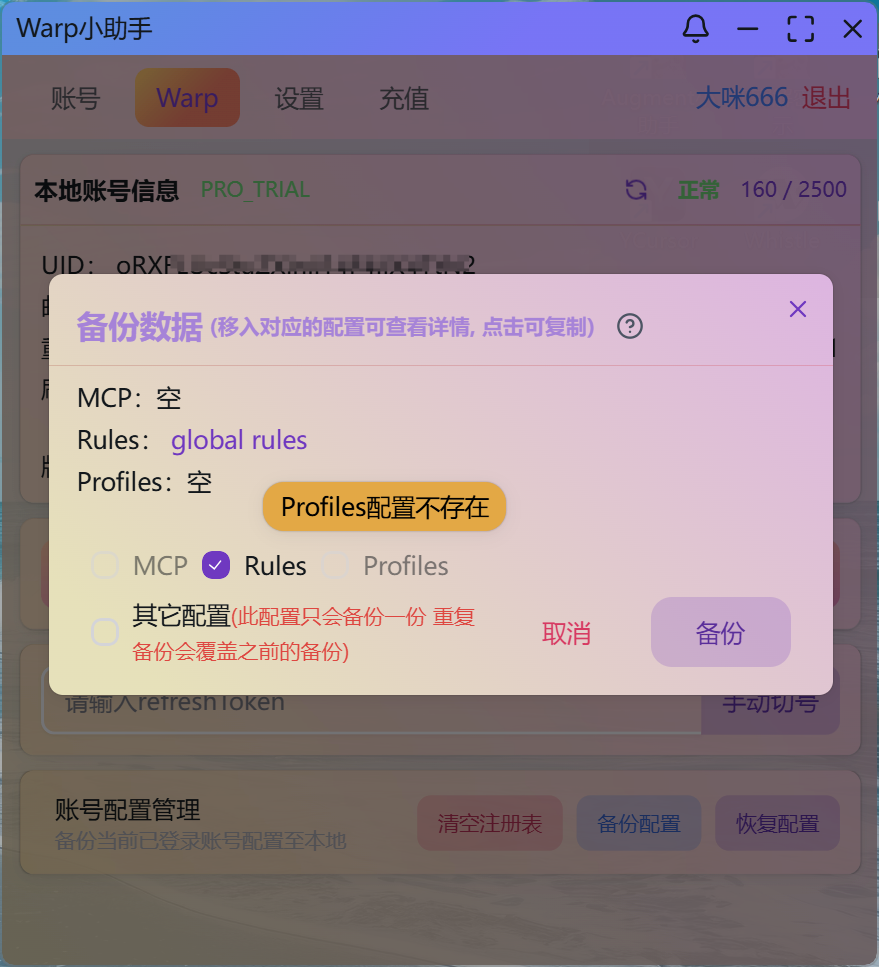 Warp小助手
账号 Warp 设置 充值 大咪666 退出
本地账号信息 PRO_TRIAL 正常 160 / 2500
UID： oRXF
备份数据 (移入对应的配置可查看详情, 点击可复制)
MCP：空
Rules： global rules
Profiles：空
Profiles配置不存在
MCP Rules Profiles
其它配置(此配置只会备份一份 重复
备份会覆盖之前的备份)
取消 备份
请输入refreshToken 手动切号
账号配置管理
备份当前已登录账号配置至本地
清空注册表 备份配置 恢复配置